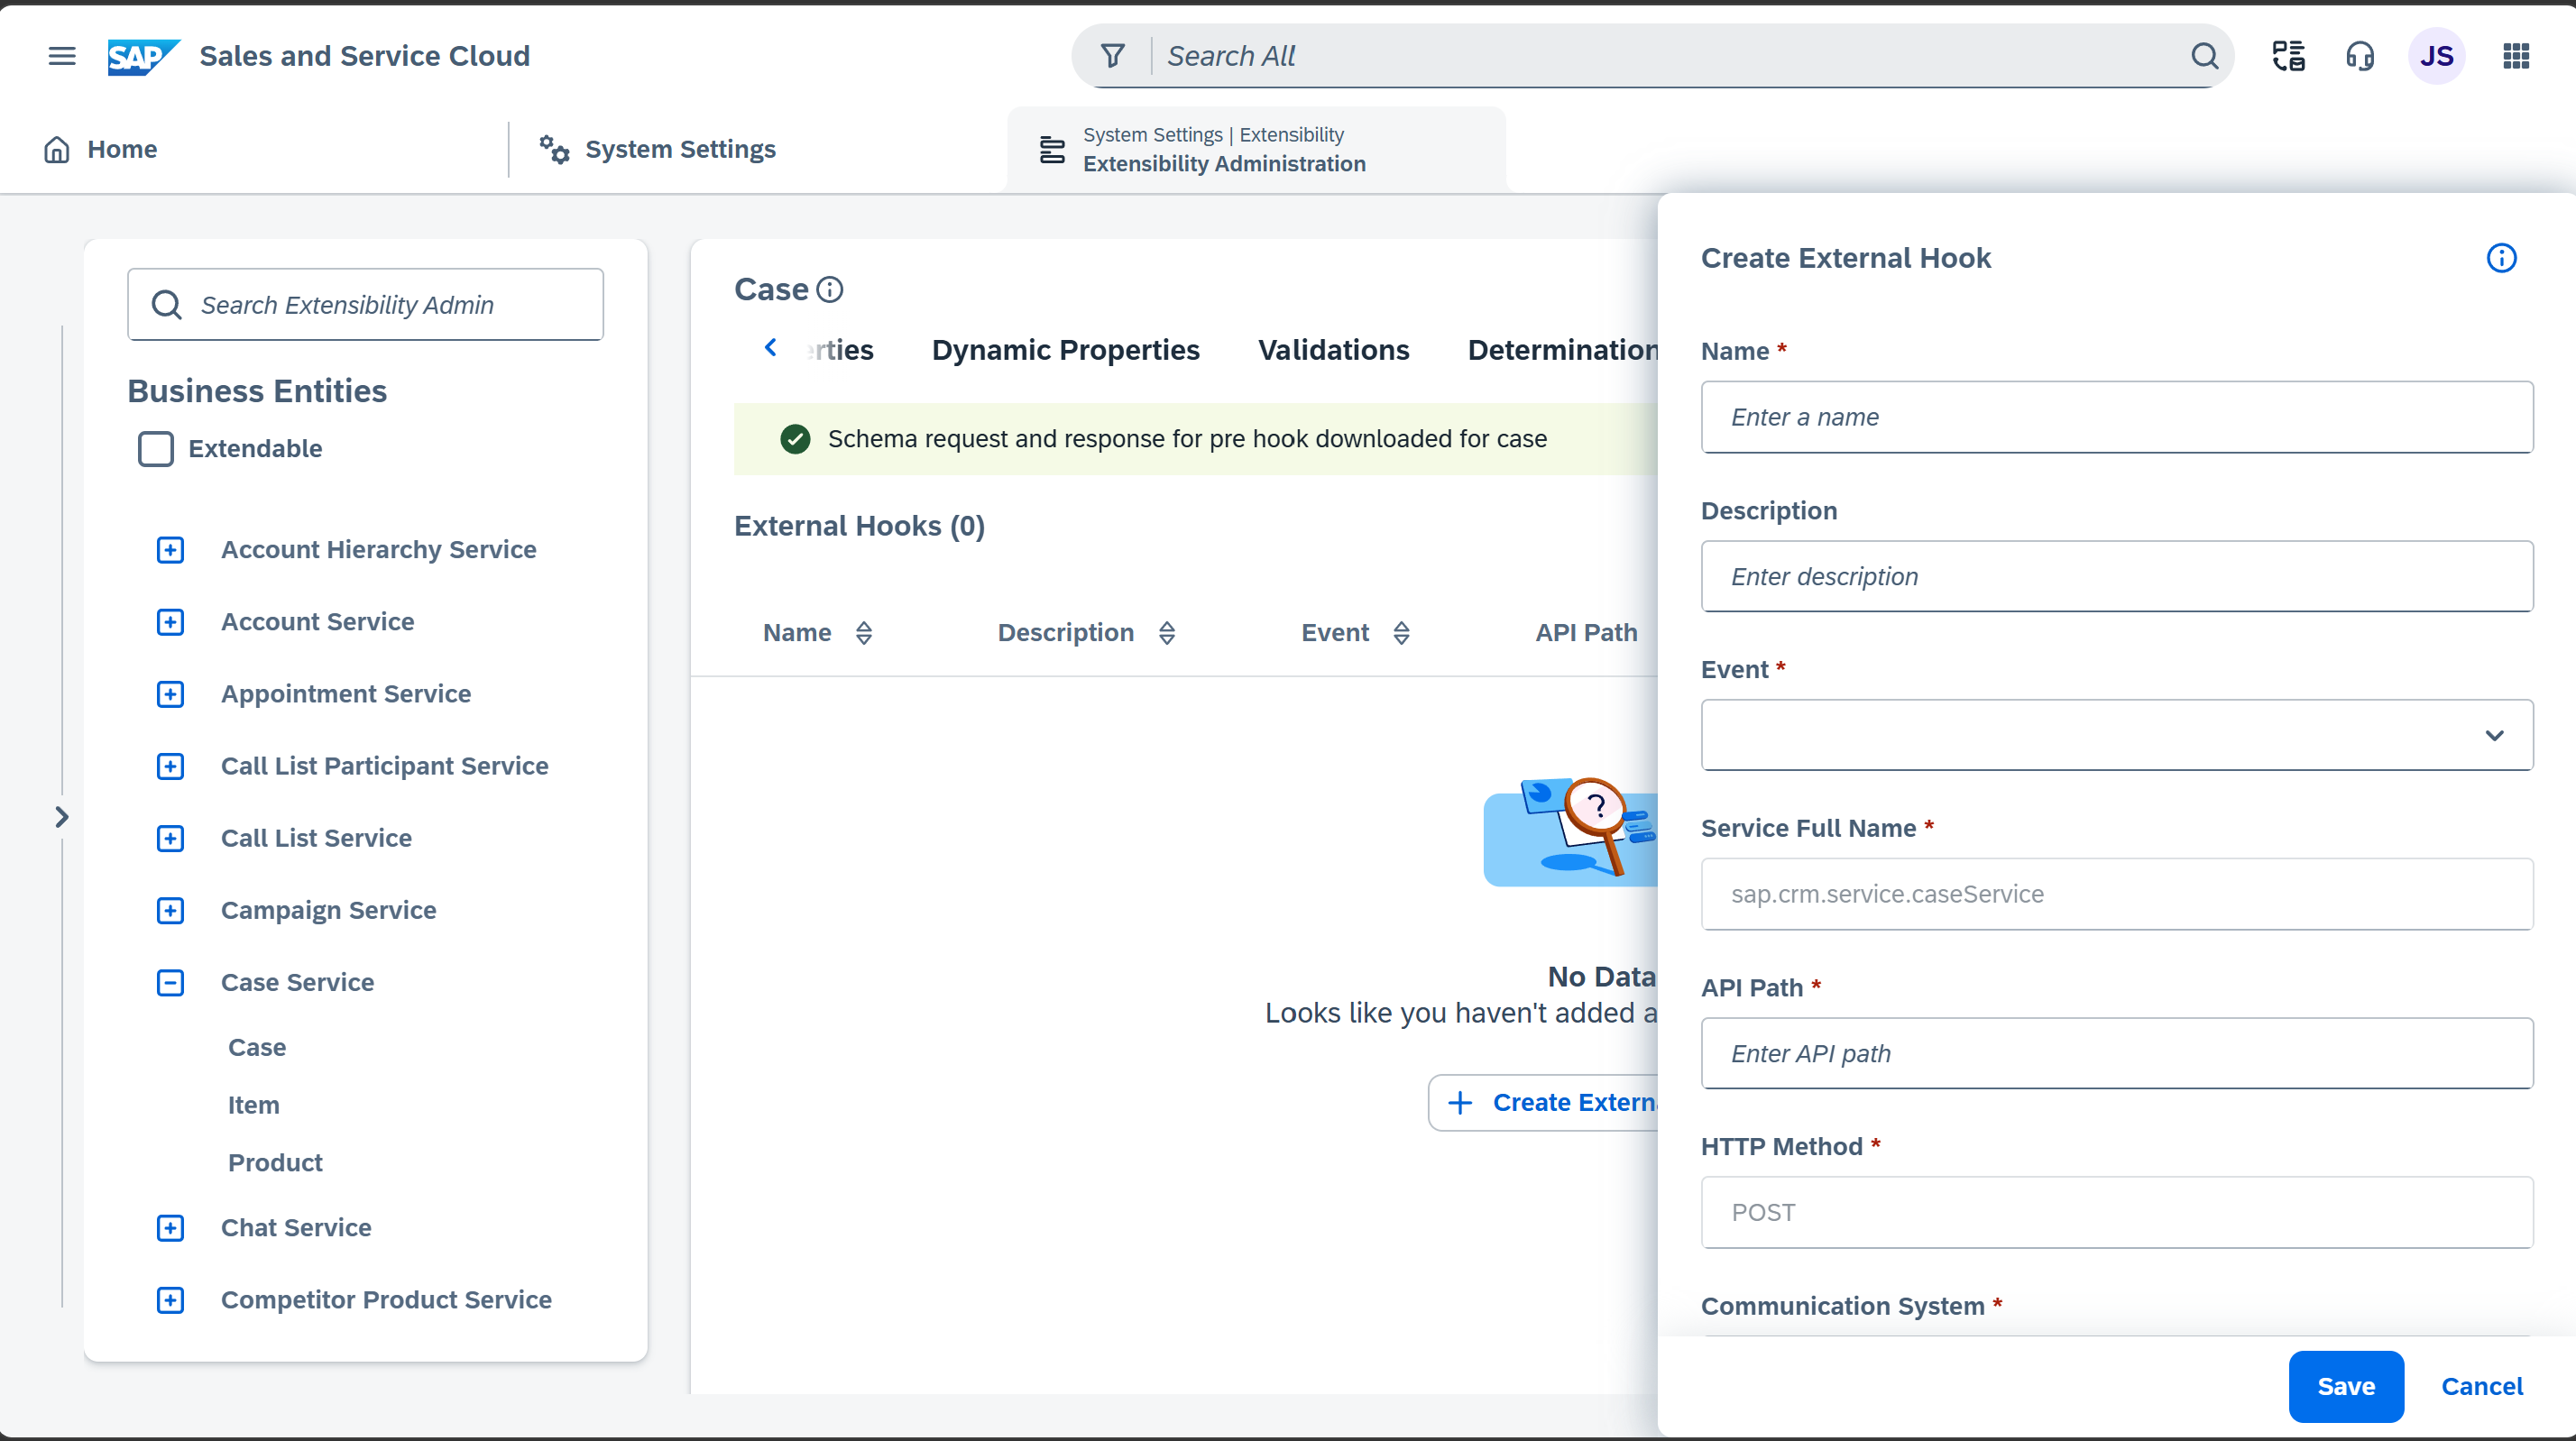 SAP
Sales and Service Cloud
Search All
JS
Home
System Settings
System Settings | Extensibility
Extensibility Administration
Search Extensibility Admin
Business Entities
Extendable
Account Hierarchy Service
Account Service
Appointment Service
Call List Participant Service
Call List Service
Campaign Service
Case Service
Case
Item
Product
Chat Service
Competitor Product Service
Case
erties
Dynamic Properties
Validations
Determination
Schema request and response for pre hook downloaded for case
External Hooks (0)
Name
Description
Event
API Path
?
No Data
Looks like you haven't added a
Create Externa
Create External Hook
Name *
Enter a name
Description
Enter description
Event *
Service Full Name *
sap.crm.service.caseService
API Path *
Enter API path
HTTP Method *
POST
Communication System *
Save
Cancel